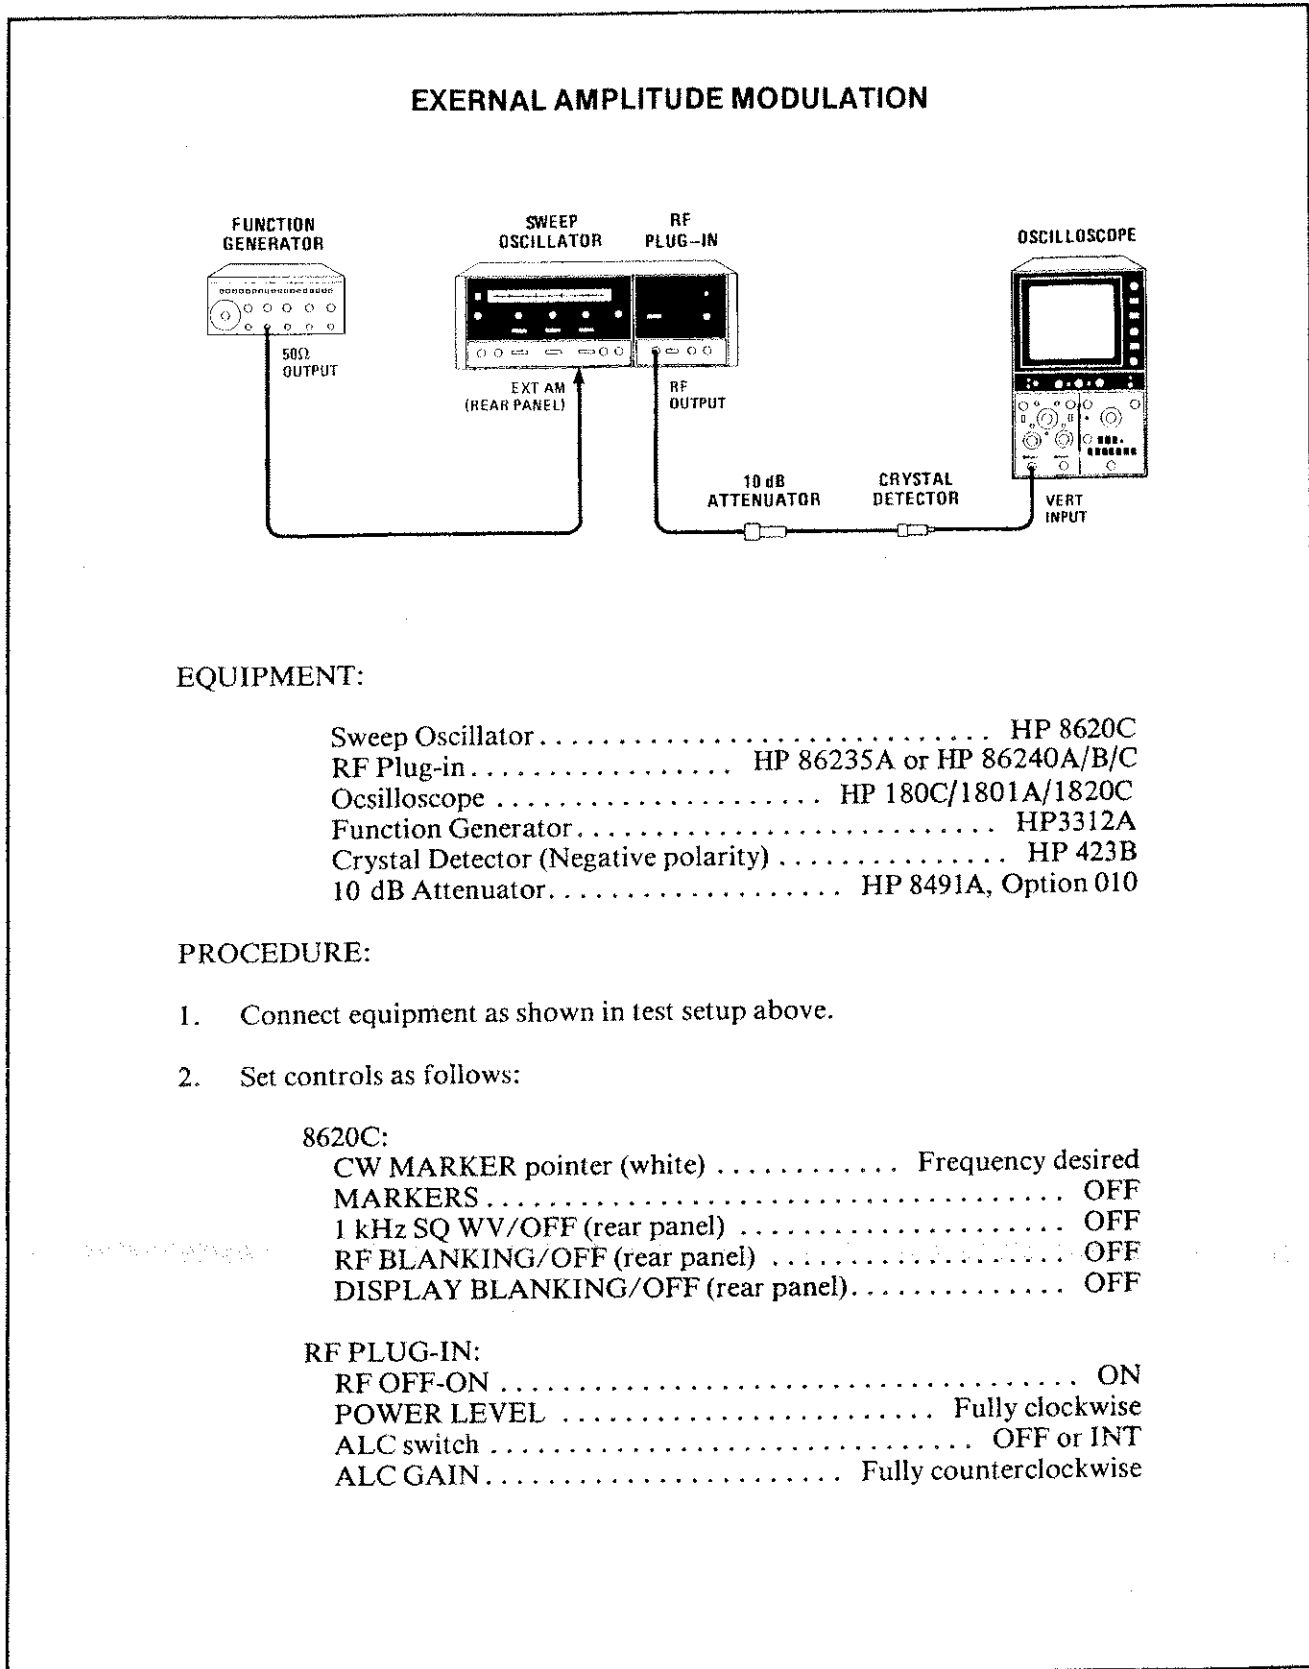 EXERNAL AMPLITUDE MODULATION
FUNCTION
GENERATOR
SWEEP
OSCILLATOR
RF
PLUG-IN
OSCILLOSCOPE
50Ω
OUTPUT
EXT AM
(REAR PANEL)
RF
OUTPUT
10 dB
ATTENUATOR
CRYSTAL
DETECTOR
VERT
INPUT
EQUIPMENT:
Sweep Oscillator.............................. HP 8620C
RF Plug-in................. HP 86235A or HP 86240A/B/C
Ocsilloscope ..................... HP 180C/1801A/1820C
Function Generator........................... HP3312A
Crystal Detector (Negative polarity) ............... HP 423B
10 dB Attenuator................... HP 8491A, Option 010
PROCEDURE:
1. Connect equipment as shown in test setup above.
2. Set controls as follows:
8620C:
CW MARKER pointer (white) ............ Frequency desired
MARKERS..................................... OFF
1 kHz SQ WV/OFF (rear panel) ..................... OFF
RF BLANKING/OFF (rear panel) ................... OFF
DISPLAY BLANKING/OFF (rear panel).............. OFF
RF PLUG-IN:
RF OFF-ON ..................................... ON
POWER LEVEL ........................ Fully clockwise
ALC switch ............................... OFF or INT
ALC GAIN....................... Fully counterclockwise